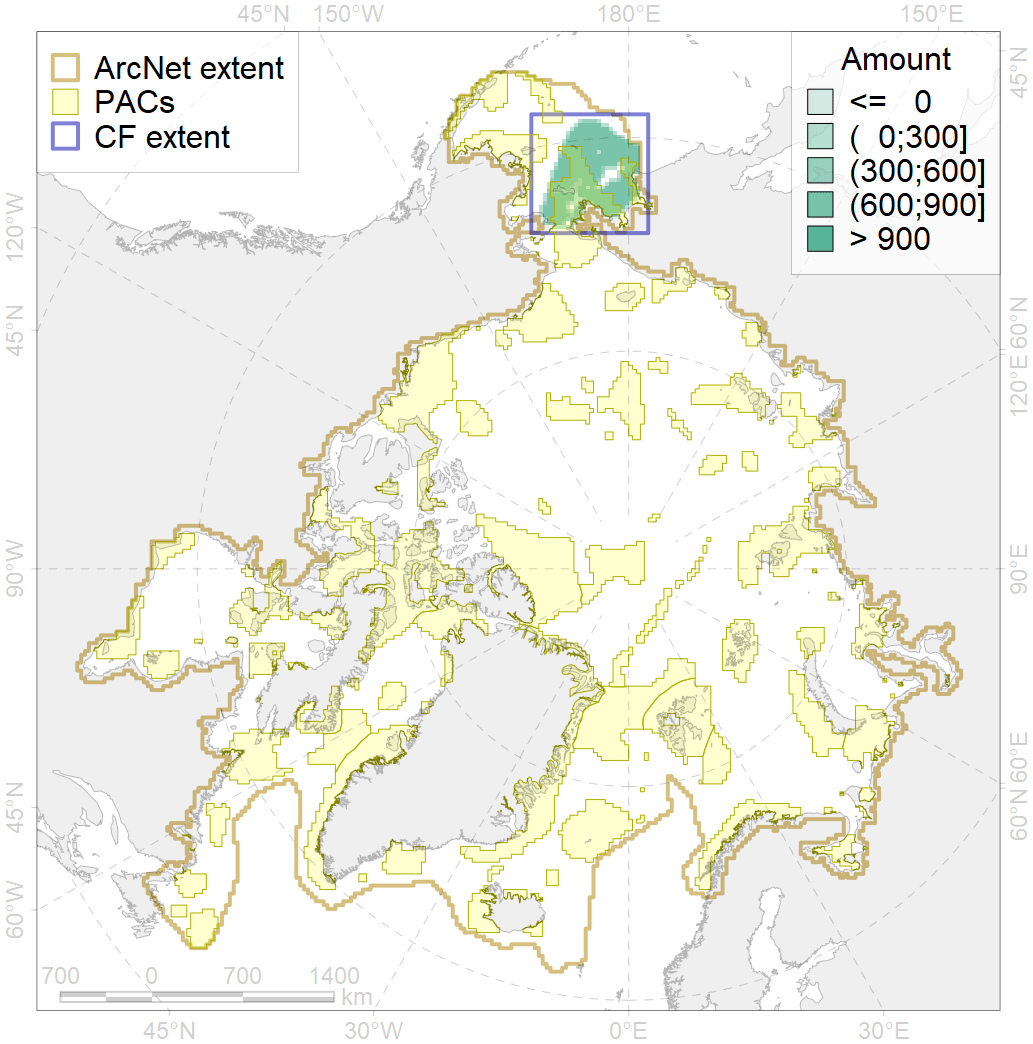 45°N 150°W 180°E 150°E
ArcNet extent
PACs
CF extent
Amount
<= 0
( 0;300]
(300;600]
(600;900]
> 900
45°N
120°W
45°N
60°N
120°E
90°W
90°E
45°N
60°N
60°W
60°E
700 0 700 1400
km
45°W 30°W 0°E 30°E